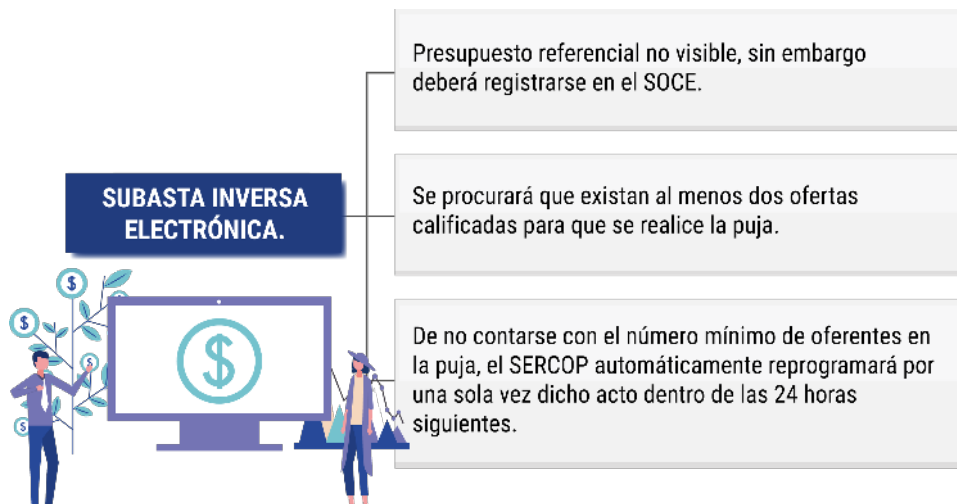 Presupuesto referencial no visible, sin embargo
deberá registrarse en el SOCE.
SUBASTA INVERSA
ELECTRÓNICA.
Se procurará que existan al menos dos ofertas
calificadas para que se realice la puja.
De no contarse con el número mínimo de oferentes en
la puja, el SERCOP automáticamente reprogramará por
una sola vez dicho acto dentro de las 24 horas
siguientes.
$
$
$
$
$